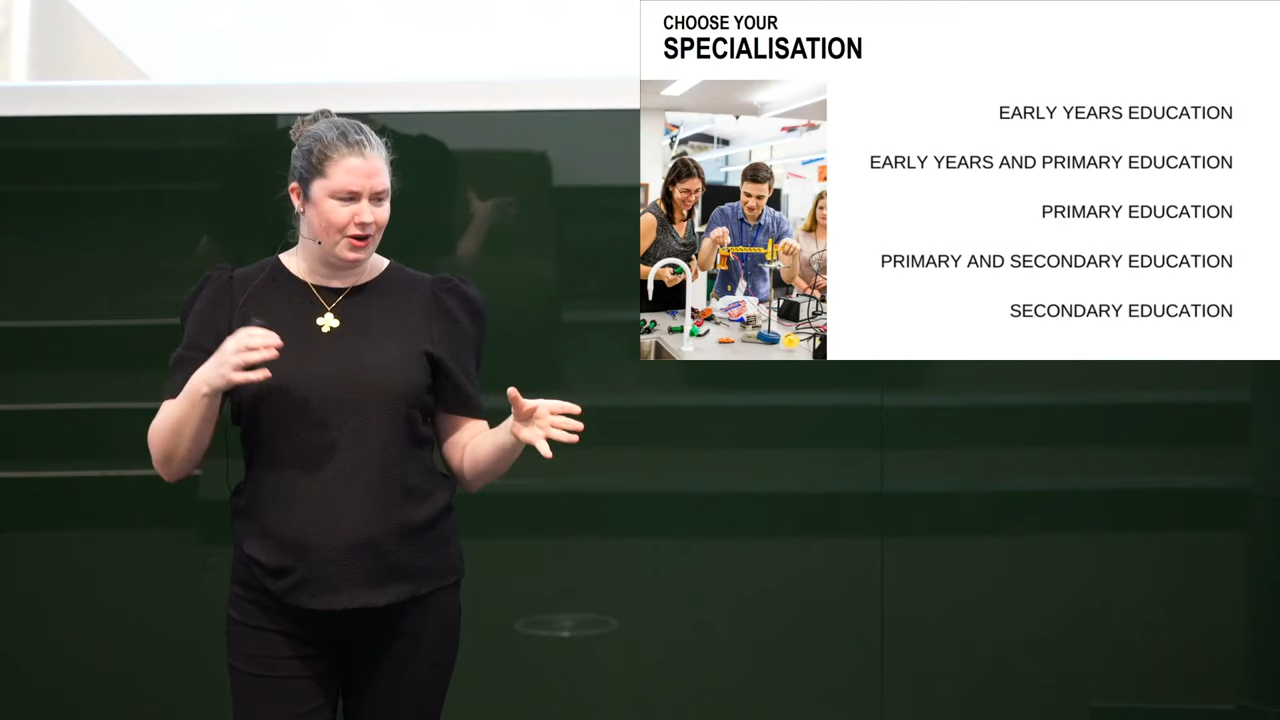 CHOOSE YOUR
SPECIALISATION
EARLY YEARS EDUCATION
EARLY YEARS AND PRIMARY EDUCATION
PRIMARY EDUCATION
PRIMARY AND SECONDARY EDUCATION
SECONDARY EDUCATION